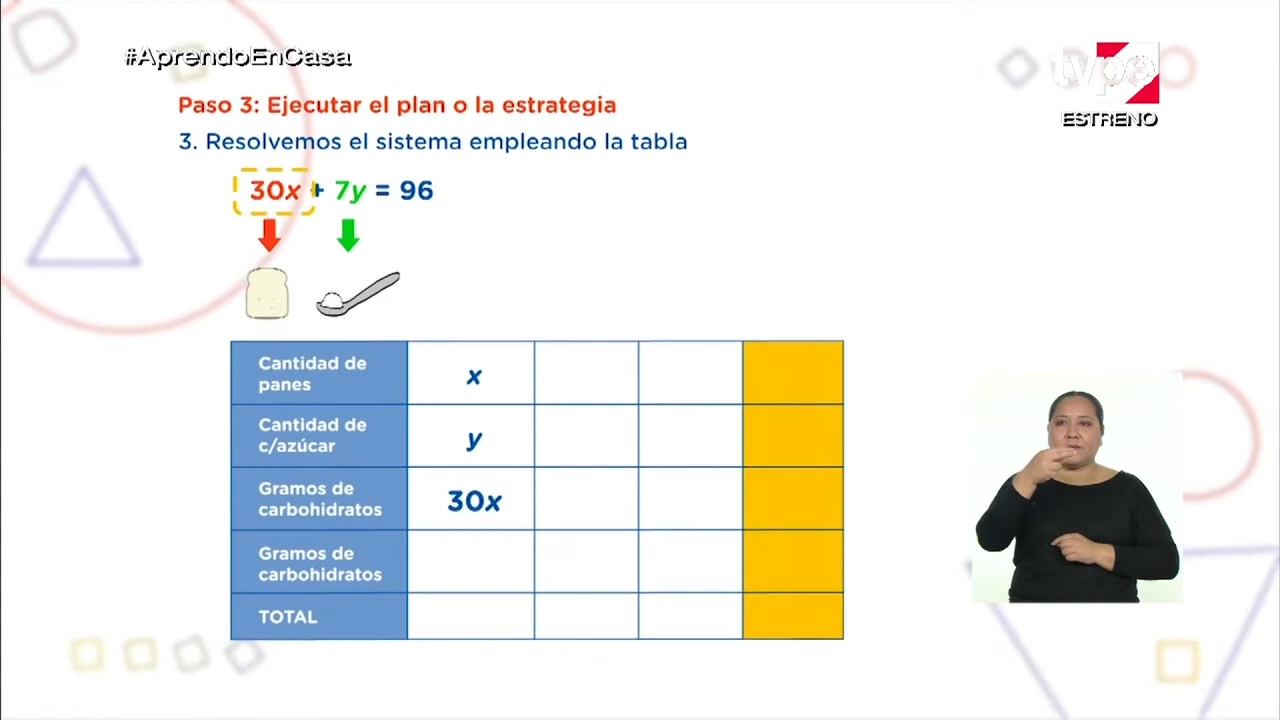 #AprendoEnCasa
tvpe
ESTRENO
Paso 3: Ejecutar el plan o la estrategia
3. Resolvemos el sistema empleando la tabla
30x + 7y = 96
Cantidad de
panes
x
Cantidad de
c/azúcar
y
Gramos de
carbohidratos
30x
Gramos de
carbohidratos
TOTAL